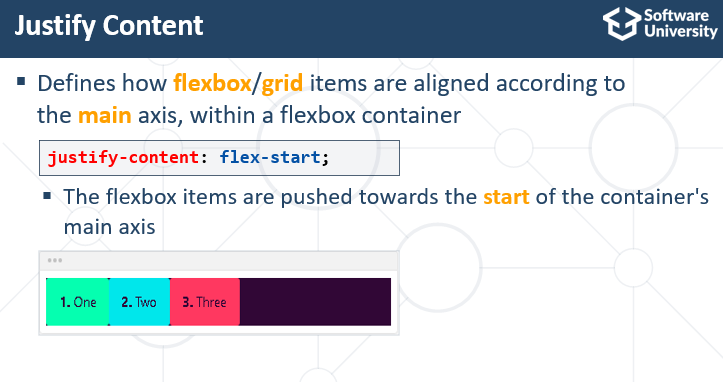 Justify Content
Software
University
▪ Defines how flexbox/grid items are aligned according to
the main axis, within a flexbox container
justify-content: flex-start;
▪ The flexbox items are pushed towards the start of the container's
main axis
1. One 2. Two 3. Three